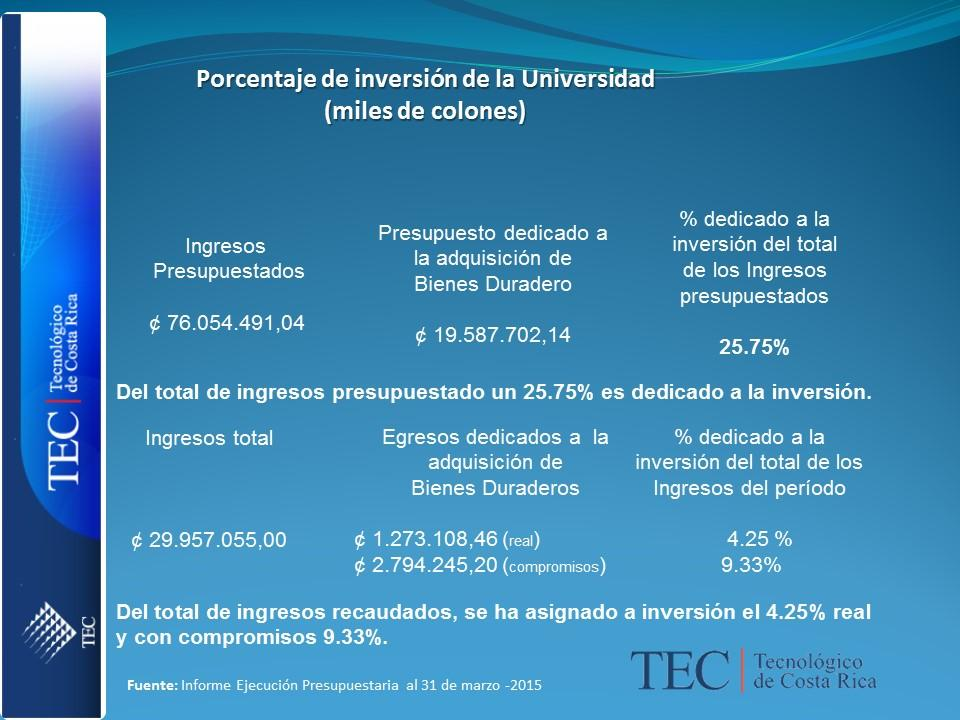 Porcentaje de inversión de la Universidad
(miles de colones)
Ingresos
Presupuestados
¢ 76.054.491,04
Presupuesto dedicado a
la adquisición de
Bienes Duradero
¢ 19.587.702,14
% dedicado a la
inversión del total
de los Ingresos
presupuestados
25.75%
Del total de ingresos presupuestado un 25.75% es dedicado a la inversión.
Ingresos total
¢ 29.957.055,00
Egresos dedicados a  la
adquisición de
Bienes Duraderos
¢ 1.273.108,46 (real)
¢ 2.794.245,20 (compromisos)
% dedicado a la
inversión del total de los
Ingresos del período
4.25 %
9.33%
Del total de ingresos recaudados, se ha asignado a inversión el 4.25% real
y con compromisos 9.33%.
Fuente: Informe Ejecución Presupuestaria  al 31 de marzo -2015
TEC | Tecnológico
de Costa Rica
TEC | Tecnológico
de Costa Rica
TEC